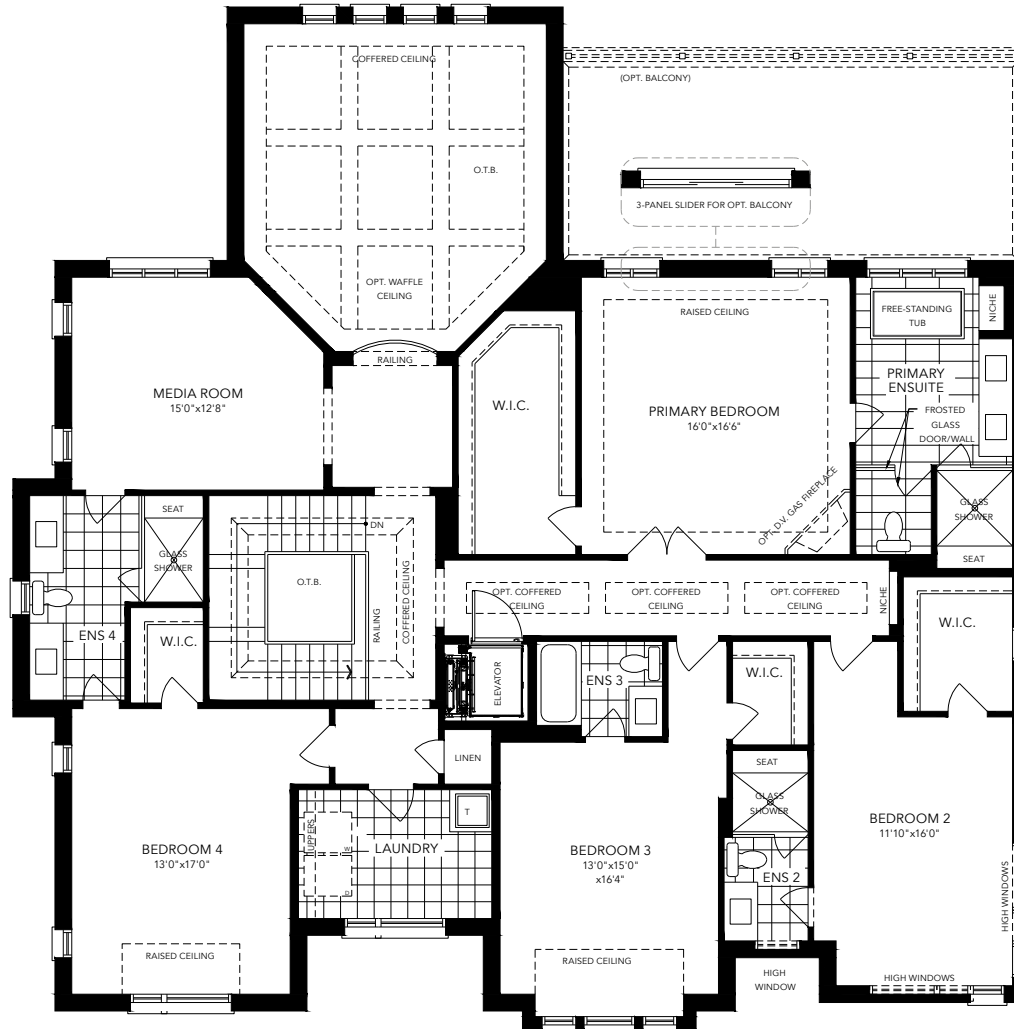 COFFERED CEILING
(OPT. BALCONY)
O.T.B.
3-PANEL SLIDER FOR OPT. BALCONY
OPT. WAFFLE
CEILING
RAISED CEILING
FREE-STANDING
TUB
NICHE
RAILING
MEDIA ROOM
15'0"x12'8"
W.I.C.
PRIMARY BEDROOM
16'0"x16'6"
PRIMARY
ENSUITE
FROSTED
GLASS
DOOR/WALL
OPT. D.V. GAS FIREPLACE
GLASS
SHOWER
SEAT
SEAT
GLASS
SHOWER
DN
O.T.B.
RAILING
COFFERED CEILING
OPT. COFFERED
CEILING
OPT. COFFERED
CEILING
OPT. COFFERED
CEILING
NICHE
ENS 4
W.I.C.
ELEVATOR
ENS 3
W.I.C.
W.I.C.
LINEN
SEAT
GLASS
SHOWER
UPPERS
W
D
T
LAUNDRY
BEDROOM 4
13'0"x17'0"
BEDROOM 3
13'0"x15'0"
x16'4"
ENS 2
BEDROOM 2
11'10"x16'0"
HIGH WINDOWS
RAISED CEILING
RAISED CEILING
HIGH
WINDOW
HIGH WINDOWS